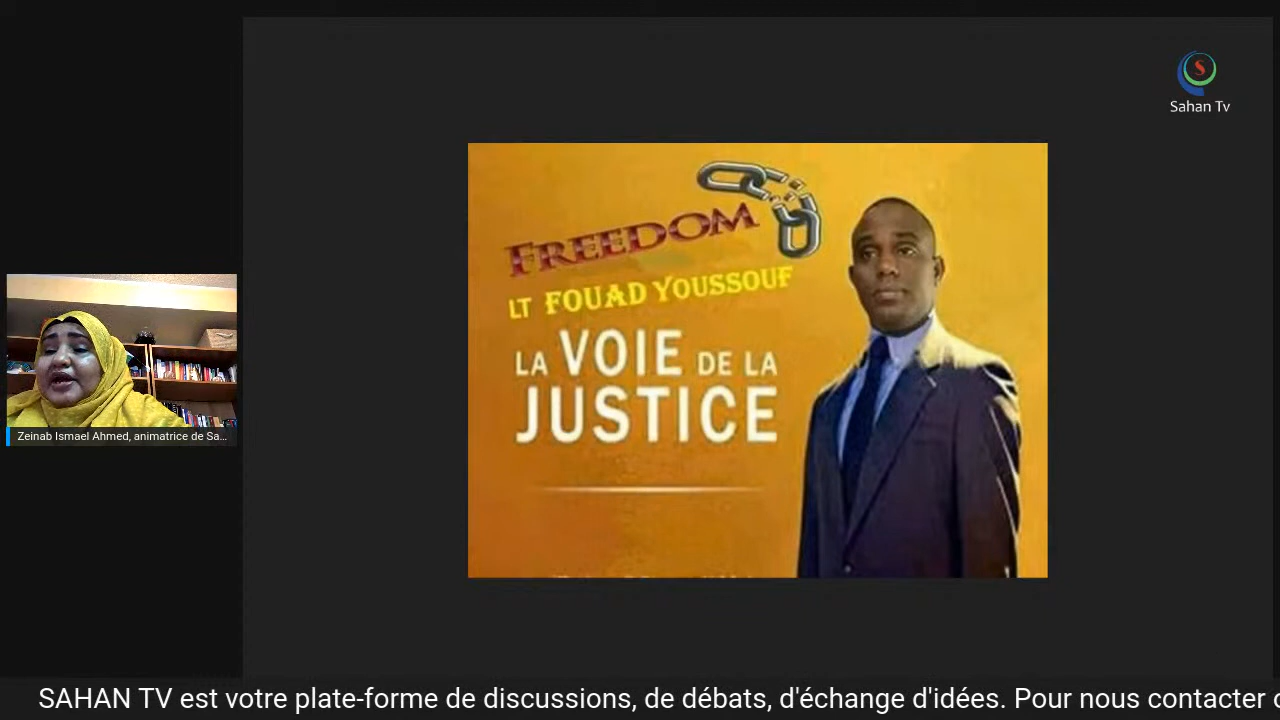 S
Sahan Tv
FREEDOM
LT FOUAD YOUSSOUF
LA VOIE DE LA
JUSTICE
Zeinab Ismael Ahmed, animatrice de Sa...
SAHAN TV est votre plate-forme de discussions, de débats, d'échange d'idées. Pour nous contacter